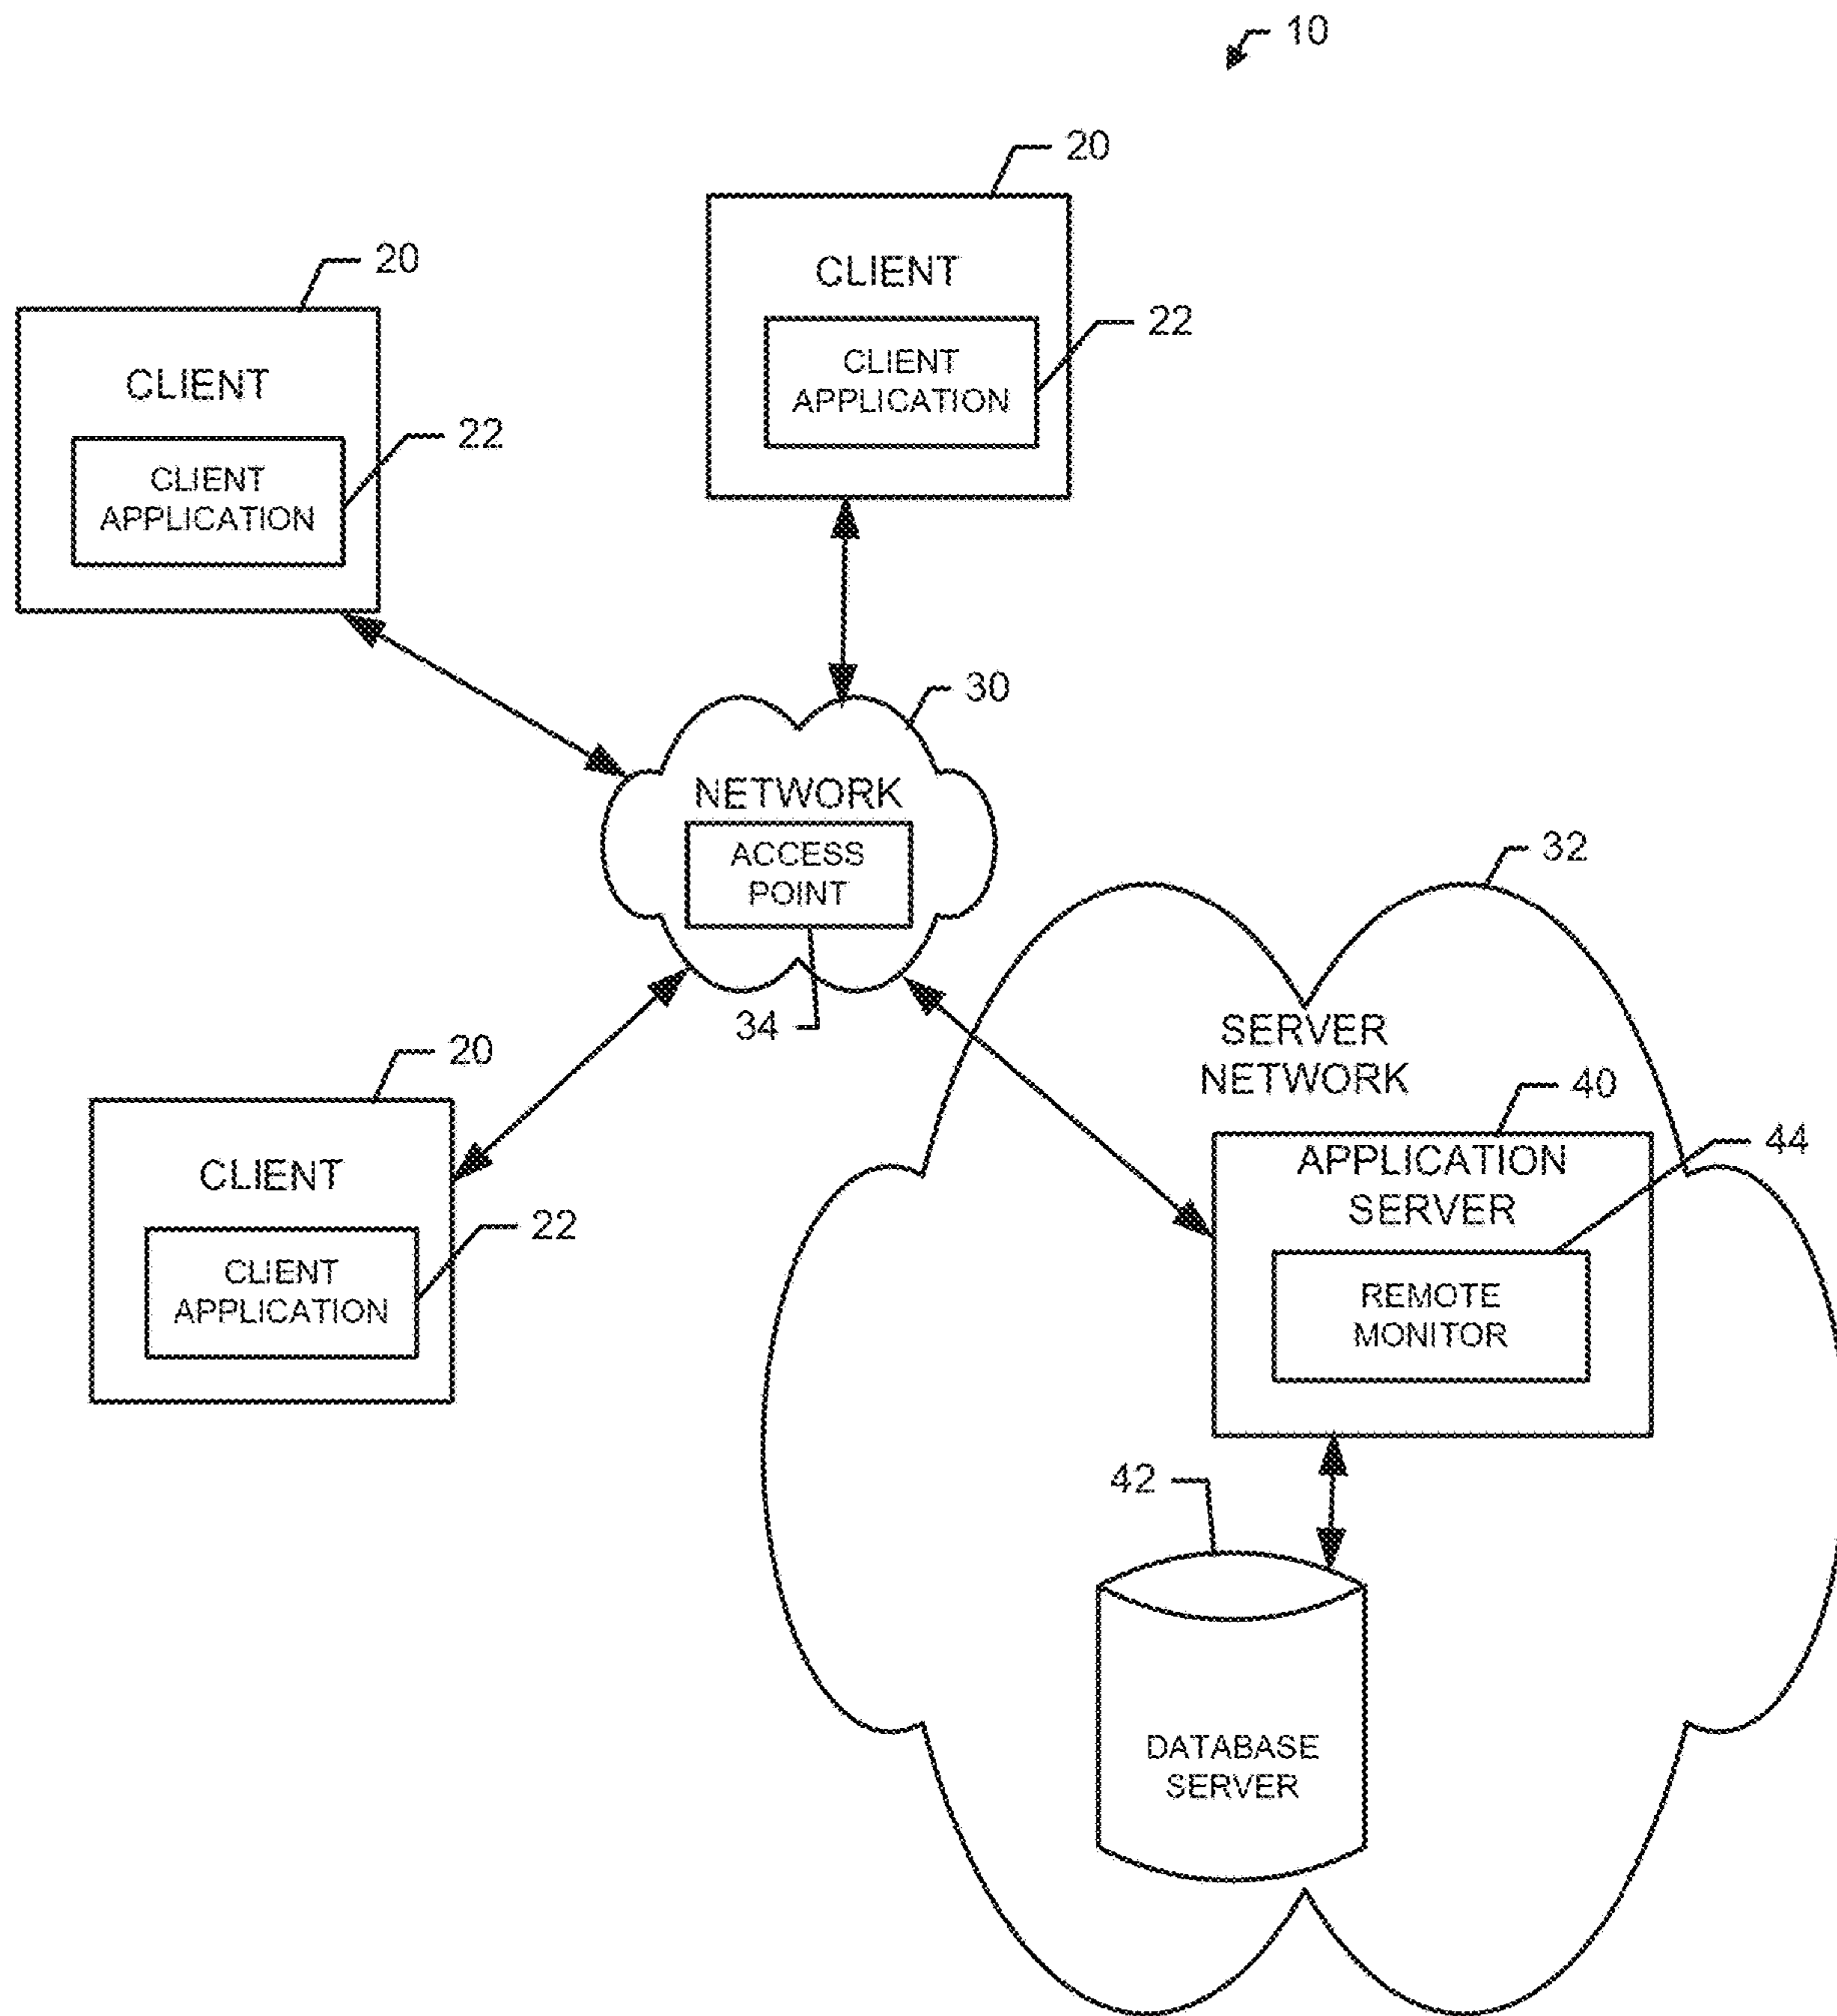 10
20
CLIENT
22
CLIENT
APPLICATION
20
CLIENT
22
CLIENT
APPLICATION
30
NETWORK
ACCESS
POINT
34
32
SERVER
NETWORK
40
APPLICATION
SERVER
44
REMOTE
MONITOR
20
CLIENT
22
CLIENT
APPLICATION
42
DATABASE
SERVER